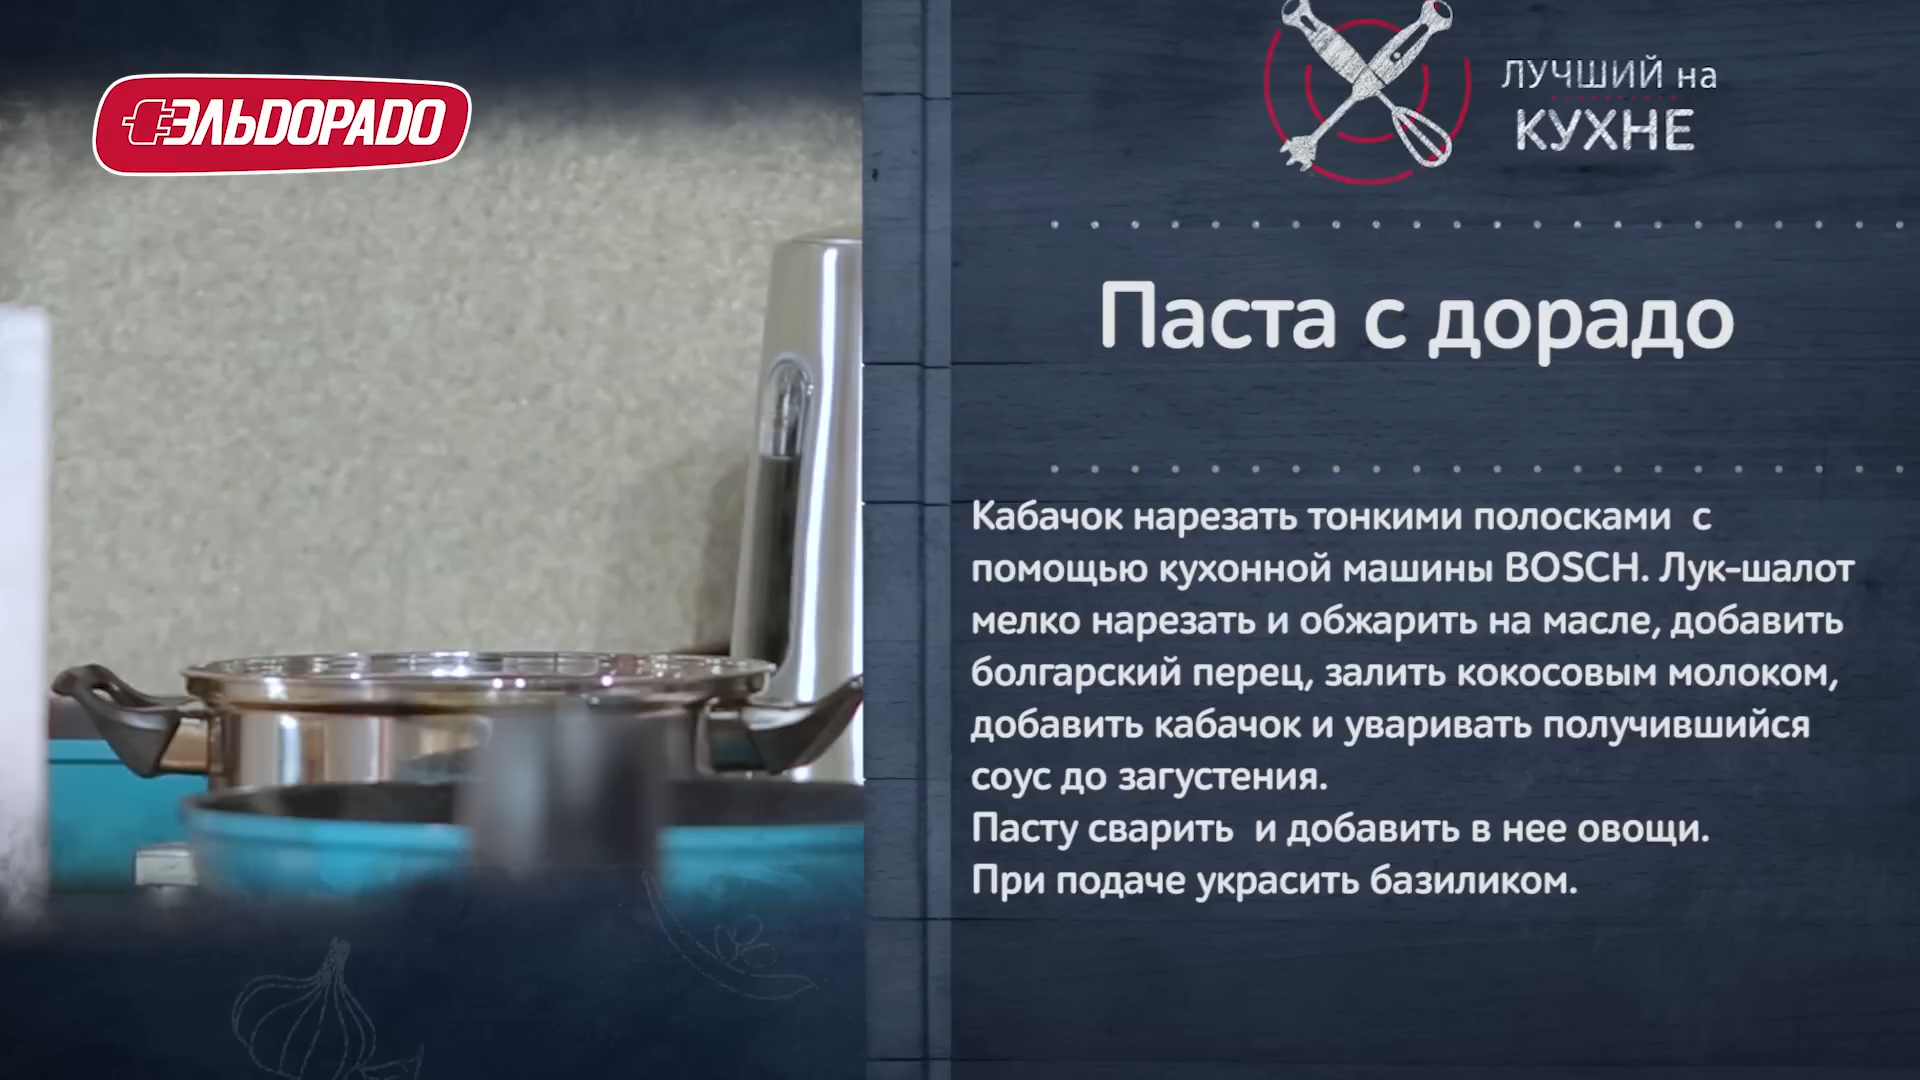 ЭЛЬDОРАDО
ЛУЧШИЙ на
КУХНЕ
Паста с дорадо
Кабачок нарезать тонкими полосками с
помощью кухонной машины BOSCH. Лук-шалот
мелко нарезать и обжарить на масле, добавить
болгарский перец, залить кокосовым молоком,
добавить кабачок и уваривать получившийся
соус до загустения.
Пасту сварить и добавить в нее овощи.
При подаче украсить базиликом.